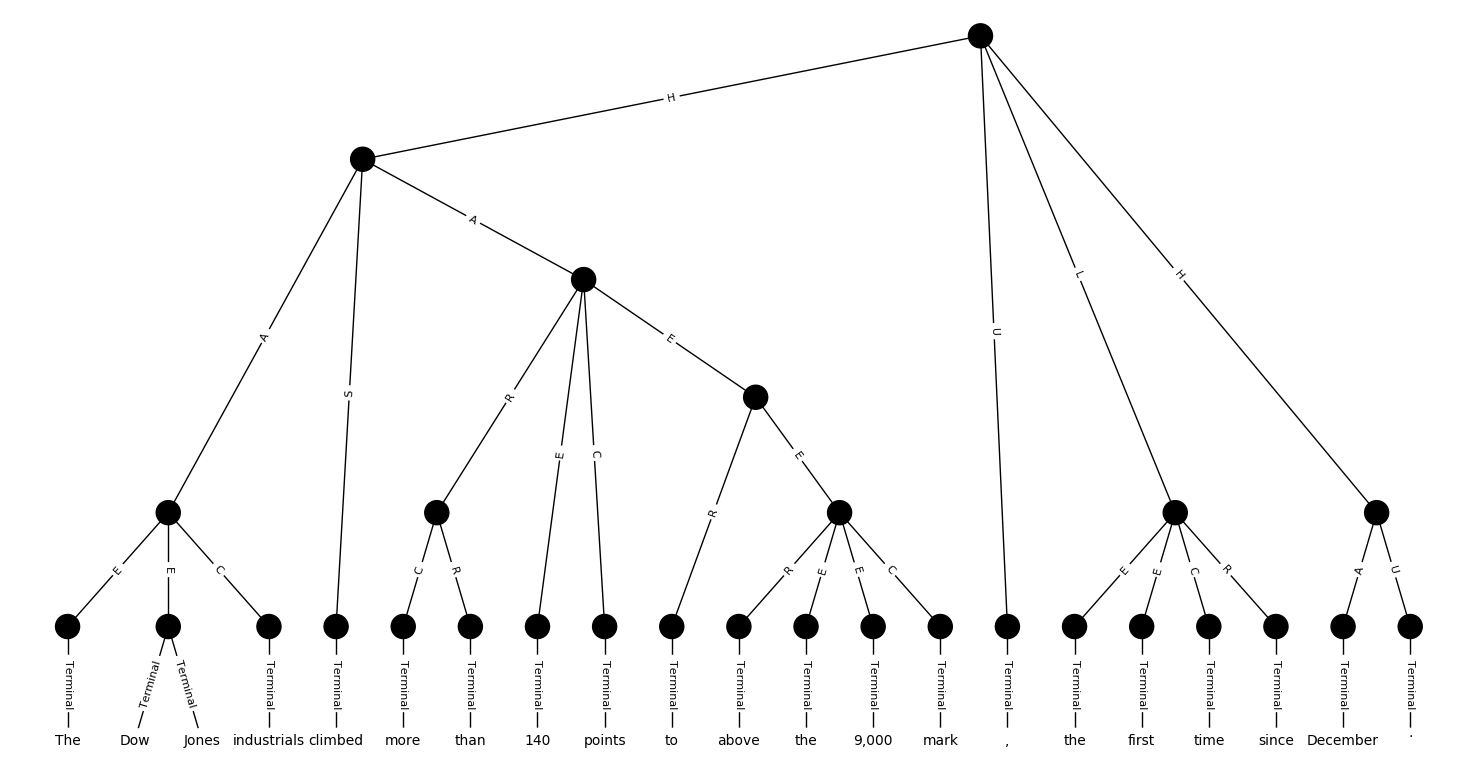 H
A
A
S
U
L
H
R
E
C
E
R
E
E
E
C
C
R
R
E
E
C
E
E
C
R
A
U
Terminal Terminal Terminal Terminal Terminal Terminal Terminal Terminal Terminal Terminal Terminal Terminal Terminal Terminal Terminal Terminal Terminal Terminal Terminal Terminal Terminal
The Dow Jones industrials climbed more than 140 points to above the 9,000 mark , the first time since December .